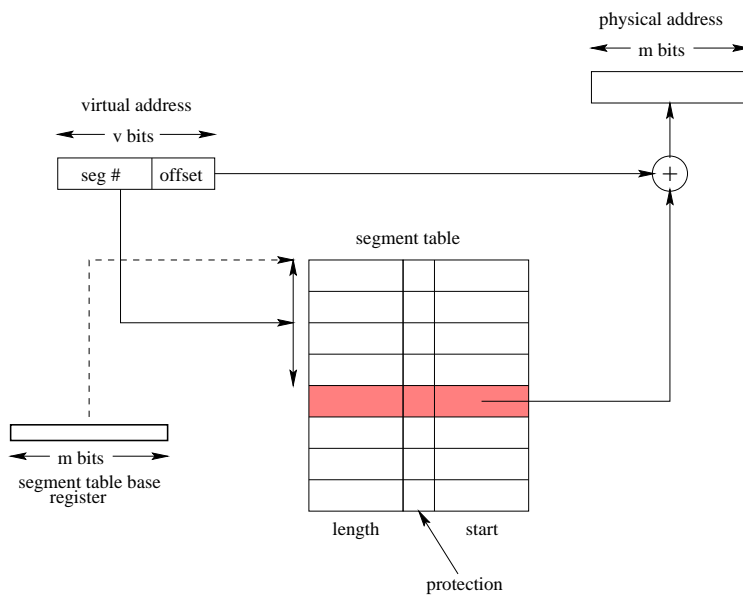 physical address
m bits
virtual address
v bits
seg #
offset
+
segment table
m bits
segment table base
register
length
start
protection